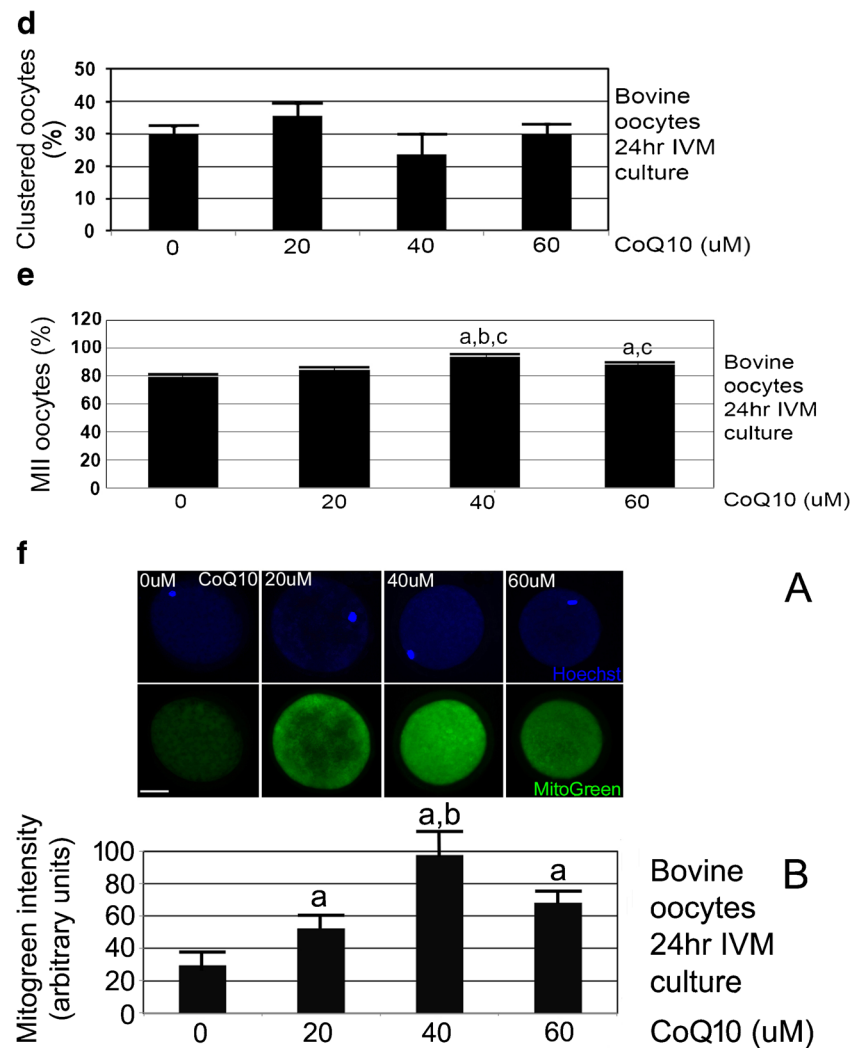 d
Clustered oocytes
(%)
50
40
30
20
10
0
0
20
40
60
Bovine
oocytes
24hr IVM
culture
CoQ10 (uM)
e
MII oocytes (%)
120
100
80
60
40
20
0
a,b,c
a,c
0
20
40
60
Bovine
oocytes
24hr IVM
culture
CoQ10 (uM)
f
0uM CoQ10 20uM 40uM 60uM
A
Hoechst
MitoGreen
Mitogreen intensity
(arbitrary units)
100
80
60
40
20
0
a
a,b
a
0
20
40
60
Bovine
oocytes
24hr IVM
culture
B
CoQ10 (uM)